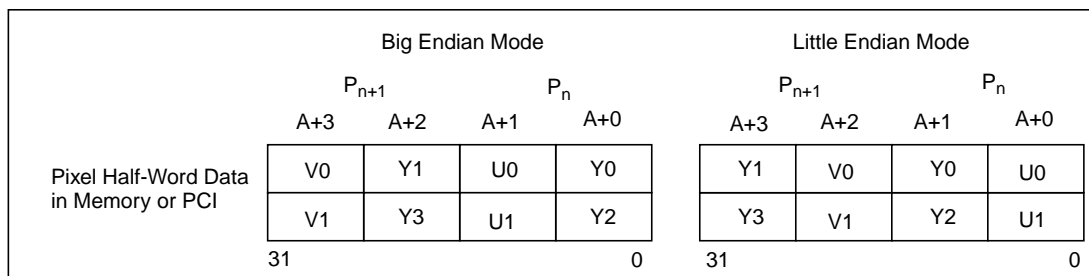 Big Endian Mode Little Endian Mode
Pn+1 Pn Pn+1 Pn
A+3 A+2 A+1 A+0 A+3 A+2 A+1 A+0
Pixel Half-Word Data
in Memory or PCI
V0 Y1 U0 Y0 Y1 V0 Y0 U0
V1 Y3 U1 Y2 Y3 V1 Y2 U1
31 0 31 0